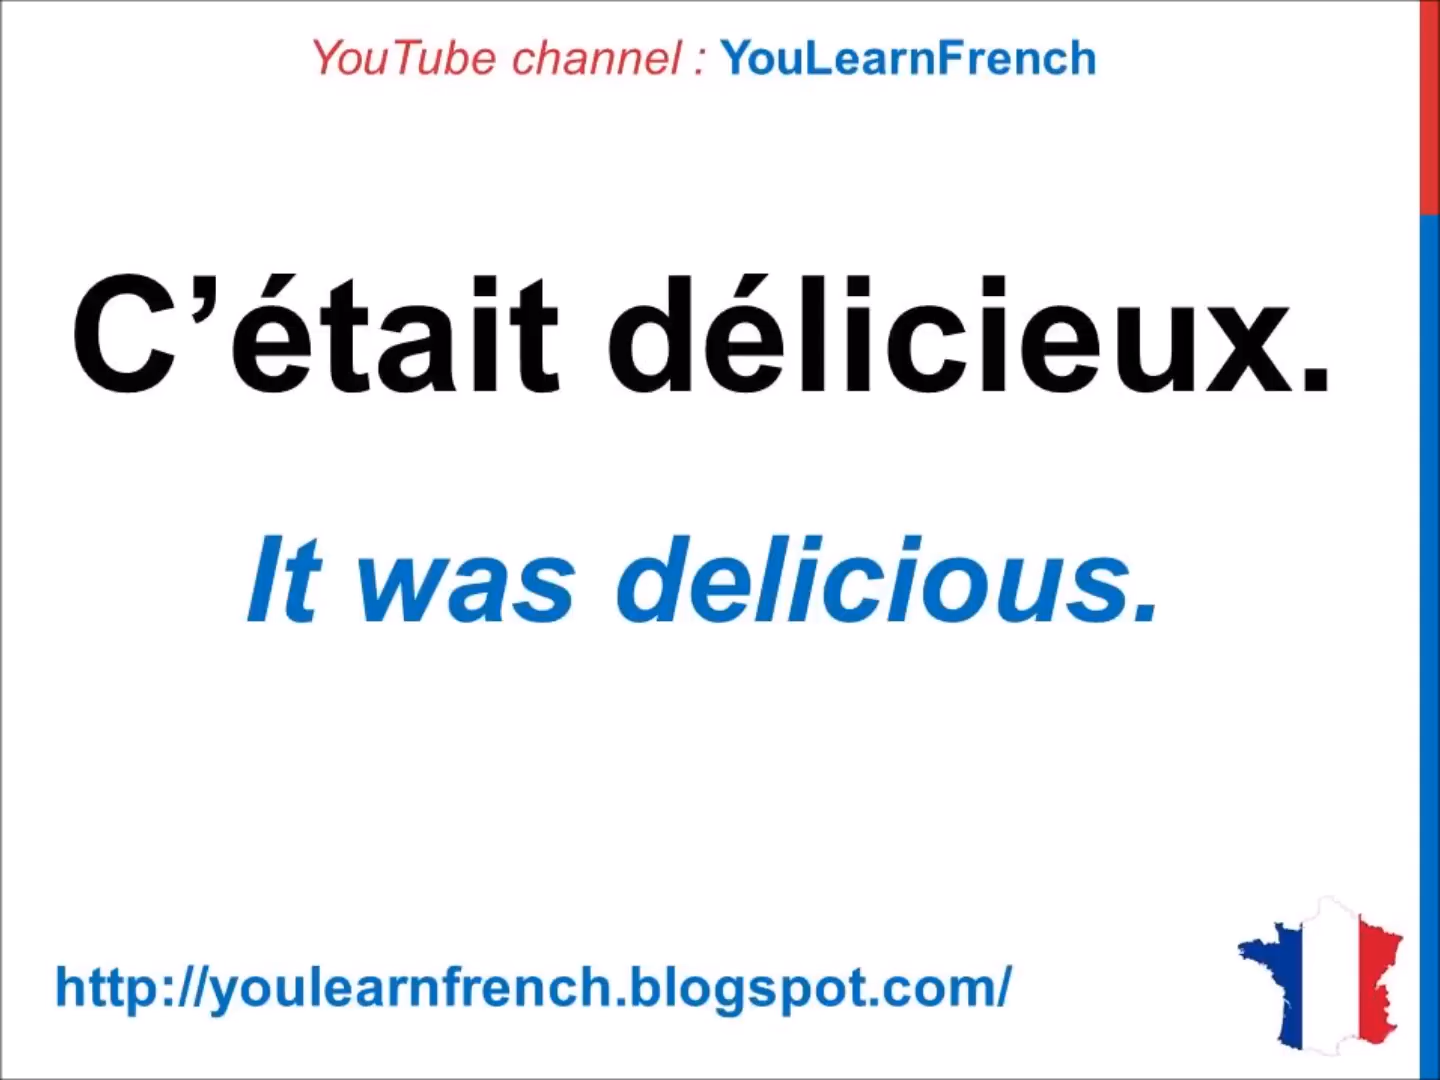 YouTube channel : YouLearnFrench
C’était délicieux.
It was delicious.
http://youlearnfrench.blogspot.com/